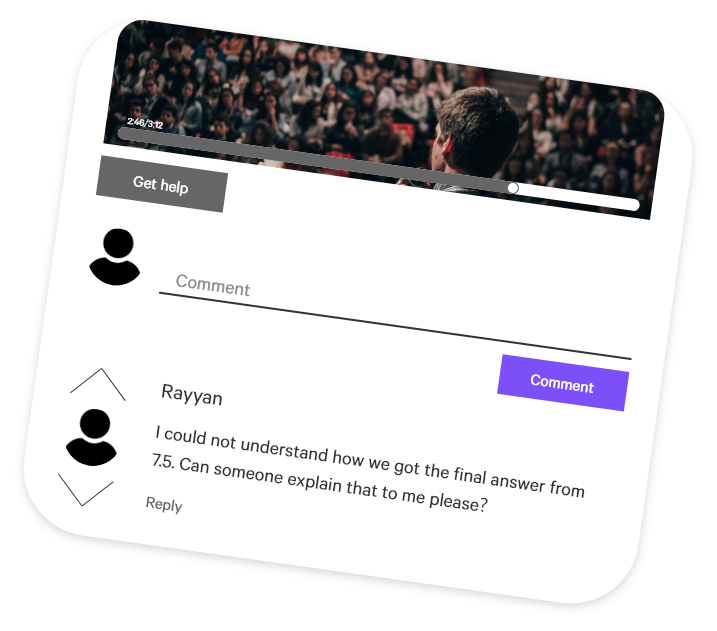 2:46/3:12
Get help
Comment
Comment
Rayyan
I could not understand how we got the final answer from
7.5. Can someone explain that to me please?
Reply